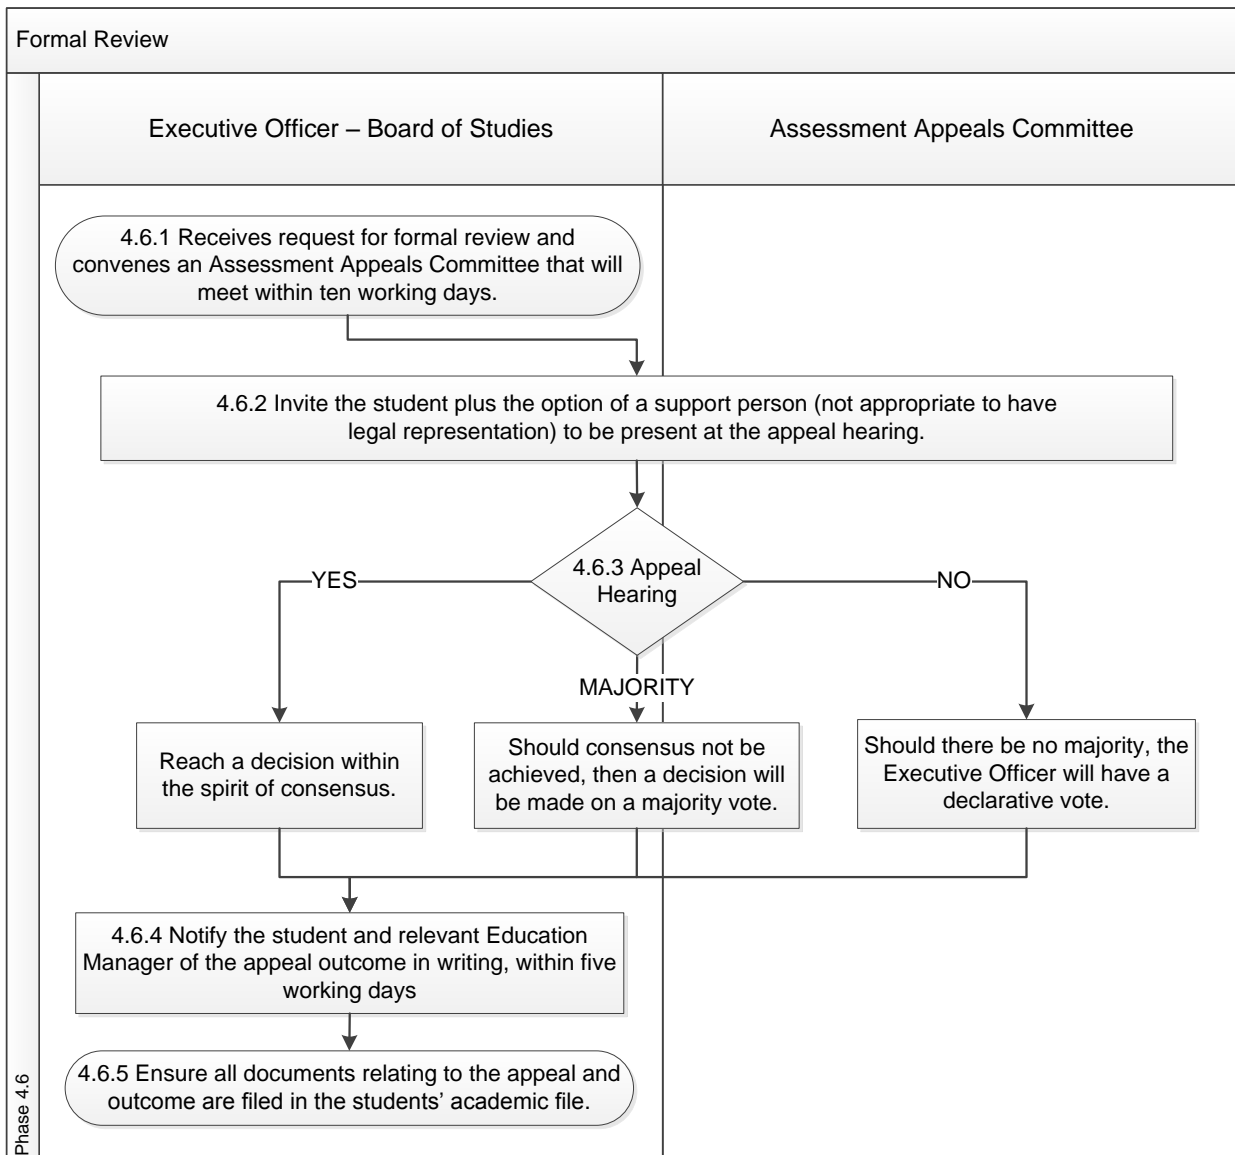 Formal Review
Executive Officer – Board of Studies
Assessment Appeals Committee
4.6.1 Receives request for formal review and
convenes an Assessment Appeals Committee that will
meet within ten working days.
4.6.2 Invite the student plus the option of a support person (not appropriate to have
legal representation) to be present at the appeal hearing.
4.6.3 Appeal
Hearing
YES
NO
MAJORITY
Reach a decision within
the spirit of consensus.
Should consensus not be
achieved, then a decision will
be made on a majority vote.
Should there be no majority, the
Executive Officer will have a
declarative vote.
4.6.4 Notify the student and relevant Education
Manager of the appeal outcome in writing, within five
working days
4.6.5 Ensure all documents relating to the appeal and
outcome are filed in the students’ academic file.
Phase 4.6